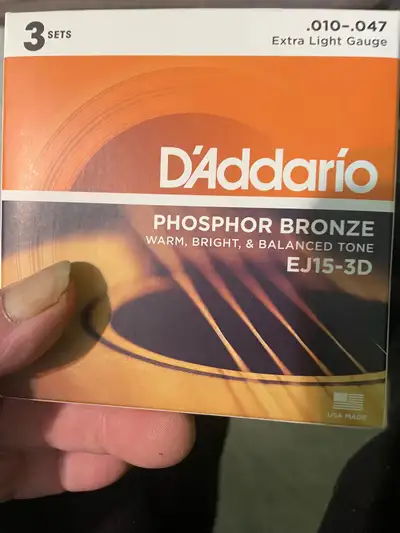 3 SETS
.010–.047
Extra Light Gauge
D'Addario
PHOSPHOR BRONZE
WARM, BRIGHT, & BALANCED TONE
EJ15-3D
USA MADE